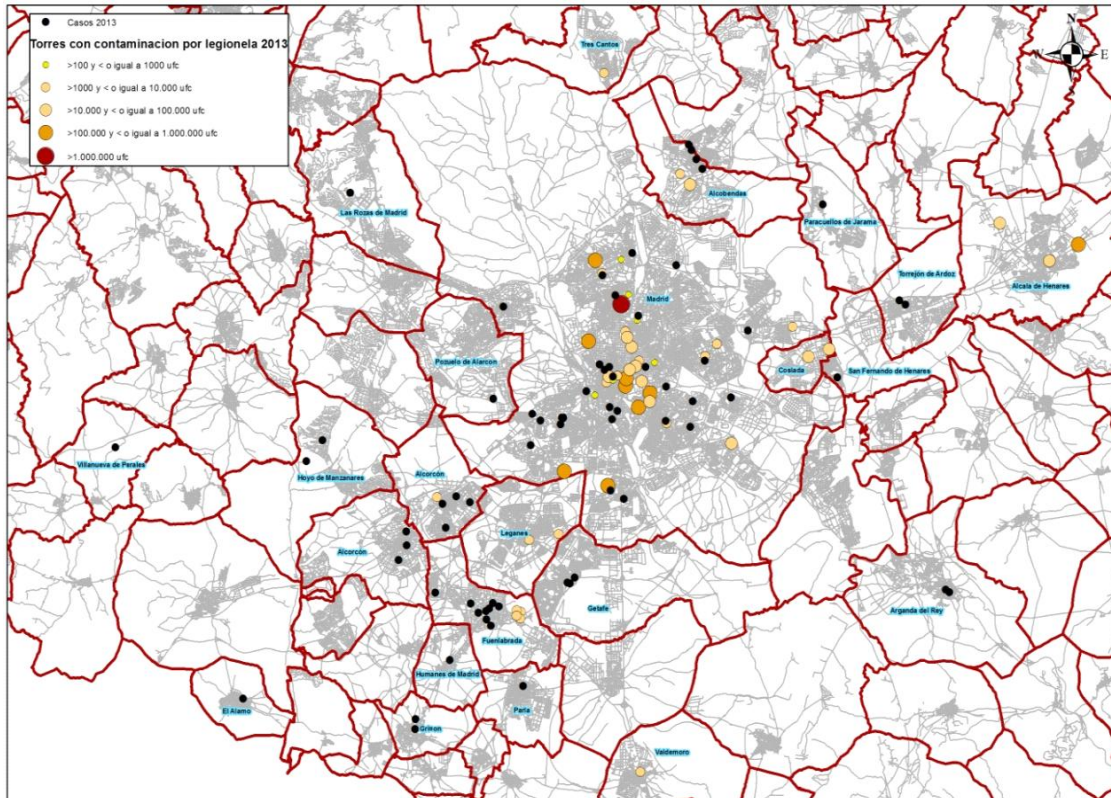 Casos 2013
Torres con contaminacion por legionela 2013
>100 y < o igual a 1000 ufc
>1000 y < o igual a 10.000 ufc
>10.000 y < o igual a 100.000 ufc
>100.000 y < o igual a 1.000.000 ufc
>1.000.000 ufc
N
W
E
S
Tres Cantos
Alcobendas
Las Rozas de Madrid
Paracuellos de Jarama
Torrejón de Ardoz
Alcala de Henares
Madrid
Pozuelo de Alarcon
Coslada
San Fernando de Henares
Villanueva de Perales
Hoyo de Manzanares
Alcorcón
Leganes
Alcorcón
Getafe
Arganda del Rey
Fuenlabrada
Humanes de Madrid
El Alamo
Parla
Griñon
Valdemoro